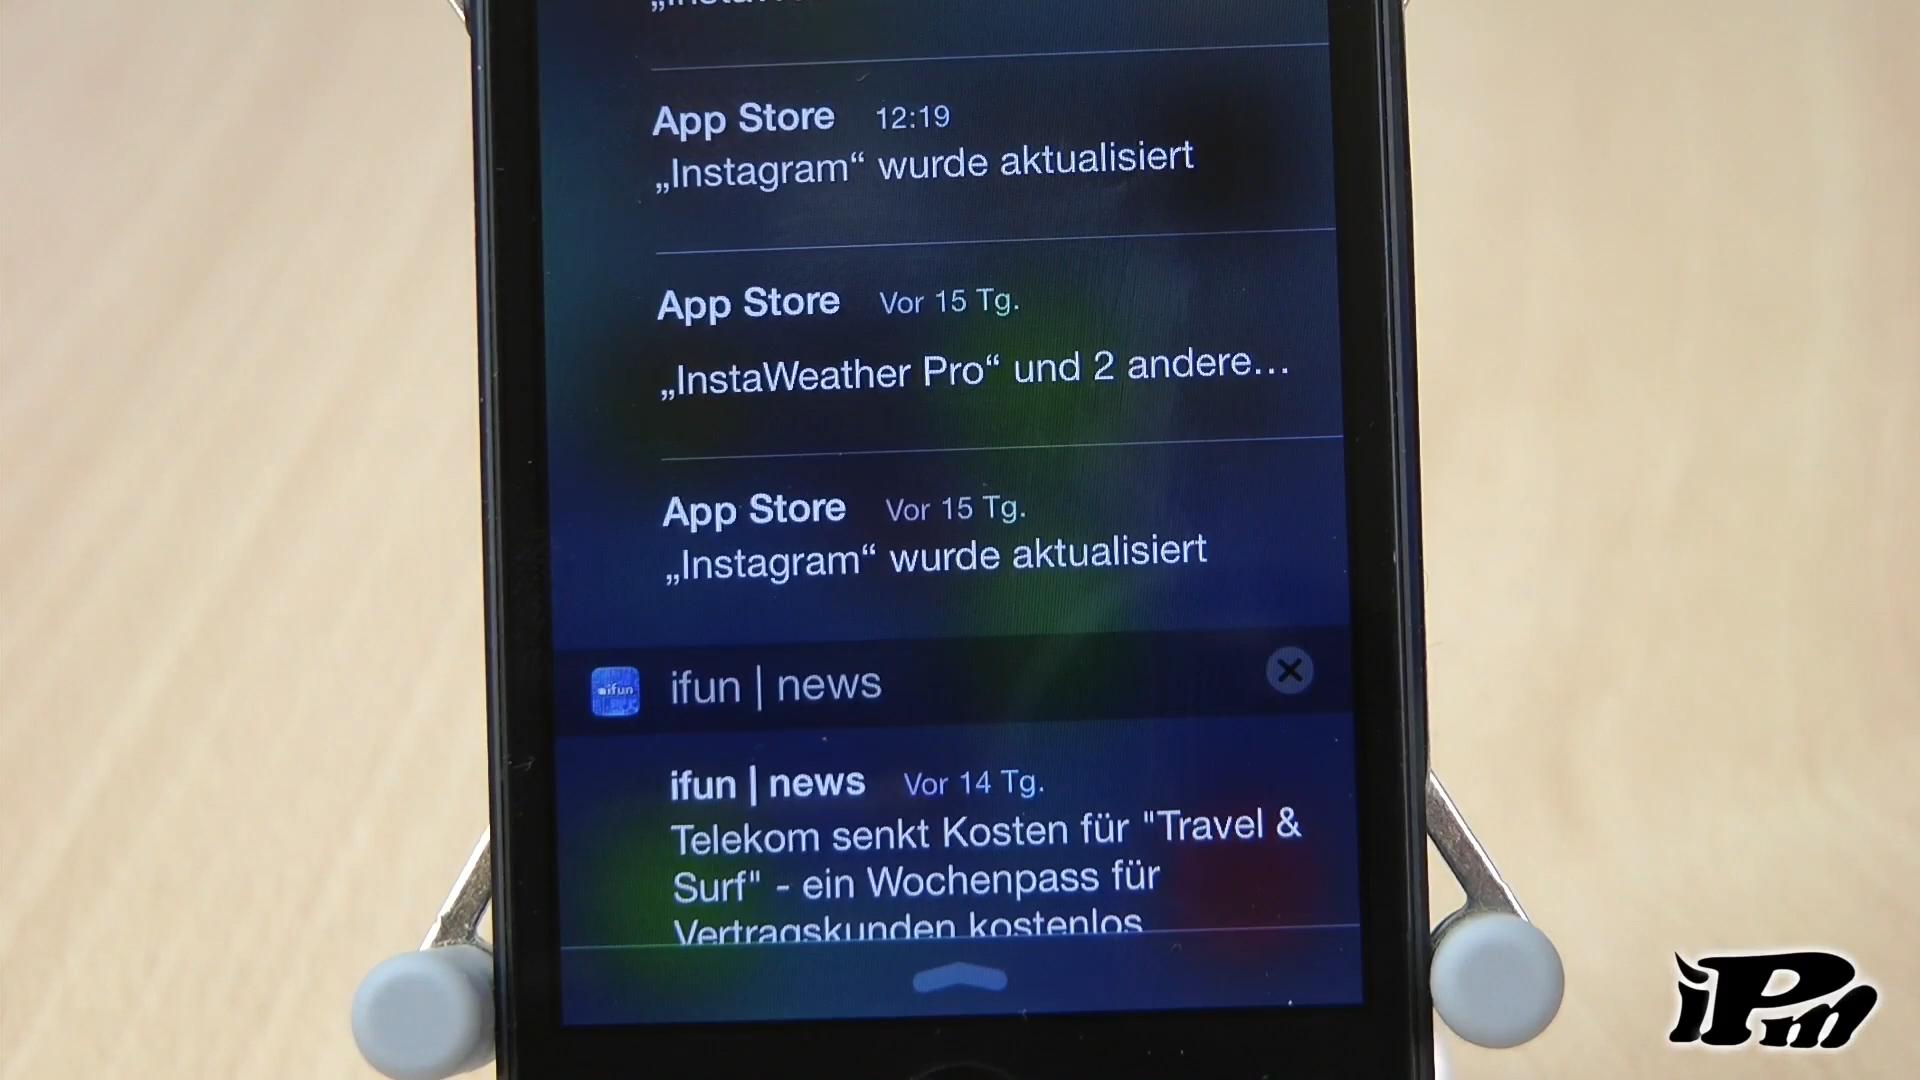 App Store 12:19
„Instagram“ wurde aktualisiert
App Store Vor 15 Tg.
„InstaWeather Pro“ und 2 andere...
App Store Vor 15 Tg.
„Instagram“ wurde aktualisiert
ifun
ifun | news
ifun | news Vor 14 Tg.
Telekom senkt Kosten für "Travel &
Surf" - ein Wochenpass für
Vertragskunden kostenlos
iPm